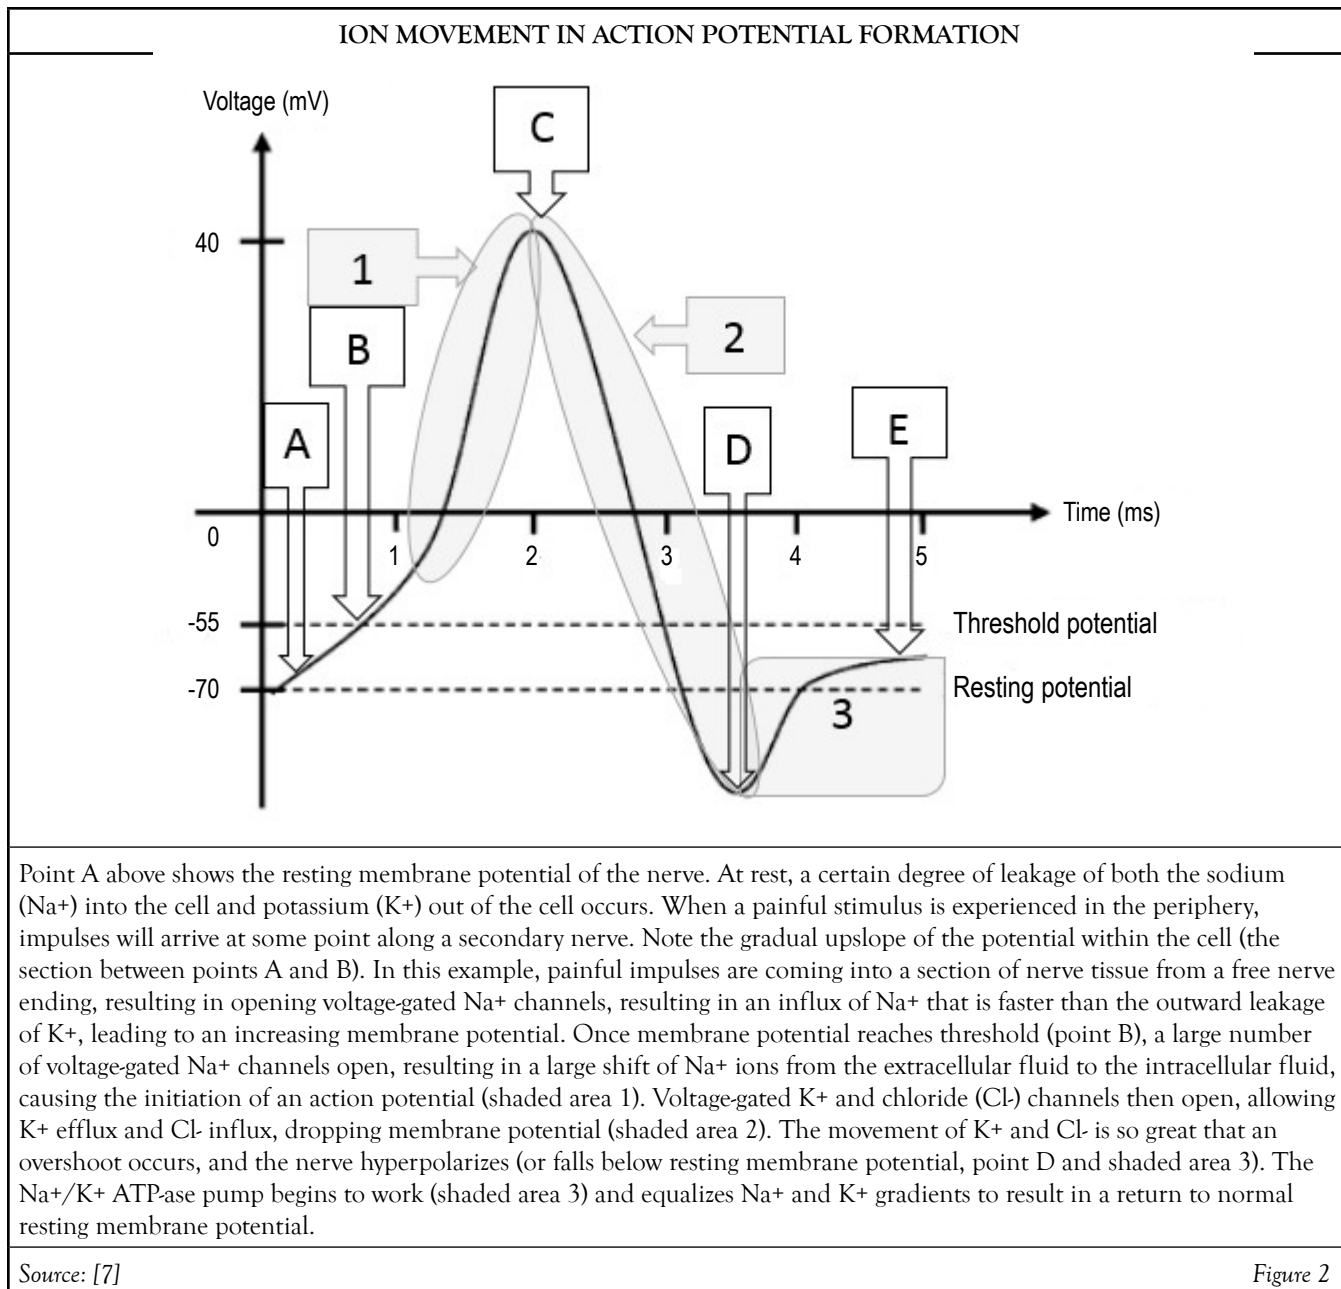 ION MOVEMENT IN ACTION POTENTIAL FORMATION
Voltage (mV)
C
40
1
2
B
A
D
E
0
1
2
3
4
5
Time (ms)
-55
Threshold potential
-70
Resting potential
3
Point A above shows the resting membrane potential of the nerve. At rest, a certain degree of leakage of both the sodium
(Na+) into the cell and potassium (K+) out of the cell occurs. When a painful stimulus is experienced in the periphery,
impulses will arrive at some point along a secondary nerve. Note the gradual upslope of the potential within the cell (the
section between points A and B). In this example, painful impulses are coming into a section of nerve tissue from a free nerve
ending, resulting in opening voltage-gated Na+ channels, resulting in an influx of Na+ that is faster than the outward leakage
of K+, leading to an increasing membrane potential. Once membrane potential reaches threshold (point B), a large number
of voltage-gated Na+ channels open, resulting in a large shift of Na+ ions from the extracellular fluid to the intracellular fluid,
causing the initiation of an action potential (shaded area 1). Voltage-gated K+ and chloride (Cl-) channels then open, allowing
K+ efflux and Cl- influx, dropping membrane potential (shaded area 2). The movement of K+ and Cl- is so great that an
overshoot occurs, and the nerve hyperpolarizes (or falls below resting membrane potential, point D and shaded area 3). The
Na+/K+ ATP-ase pump begins to work (shaded area 3) and equalizes Na+ and K+ gradients to result in a return to normal
resting membrane potential.
Source: [7]
Figure 2